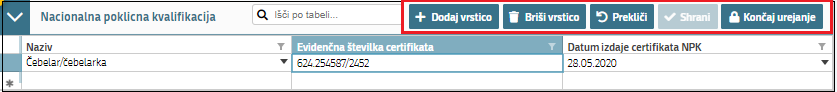 Nacionalna poklicna kvalifikacija Išči po tabeli... Dodaj vrstico Briši vrstico Prekliči Shrani Končaj urejanje
Naziv Evidenčna številka certifikata Datum izdaje certifikata NPK
Čebelar/čebelarka 624.254587/2452 28.05.2020